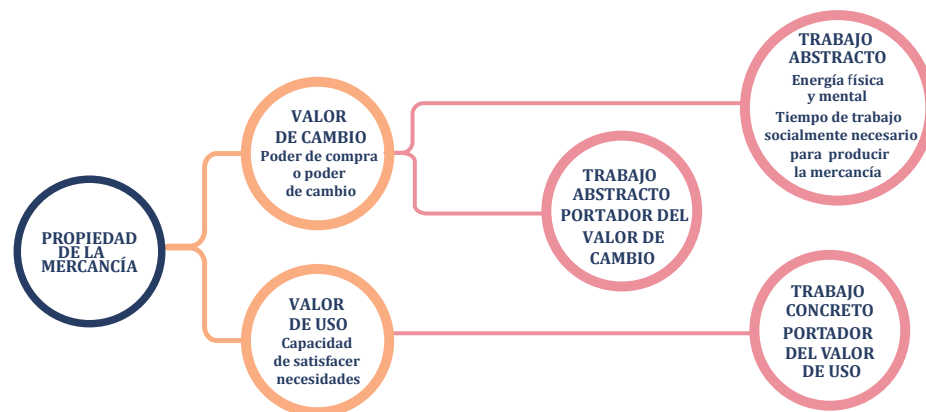 PROPIEDAD
DE LA
MERCANCÍA
VALOR
DE CAMBIO
Poder de compra
o poder
de cambio
VALOR
DE USO
Capacidad
de satisfacer
necesidades
TRABAJO
ABSTRACTO
Energía física
y mental
Tiempo de trabajo
socialmente necesario
para producir
la mercancía
TRABAJO
ABSTRACTO
PORTADOR DEL
VALOR DE
CAMBIO
TRABAJO
CONCRETO
PORTADOR
DEL VALOR
DE USO